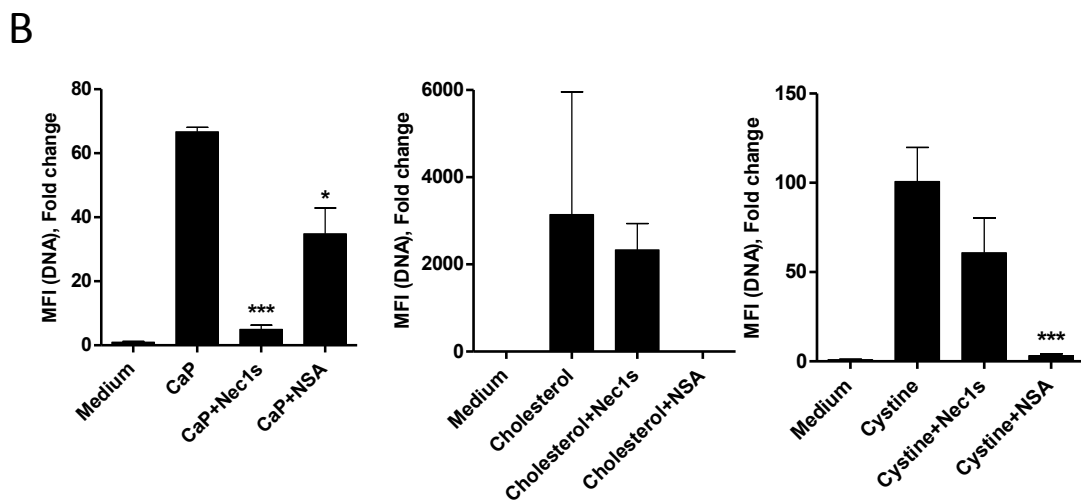 B
MFI (DNA), Fold change
80
60
40
20
0
***
*
Medium
CaP
CaP+Nec1s
CaP+NSA
MFI (DNA), Fold change
6000
4000
2000
0
Medium
Cholesterol
Cholesterol+Nec1s
Cholesterol+NSA
MFI (DNA), Fold change
150
100
50
0
***
Medium
Cystine
Cystine+Nec1s
Cystine+NSA